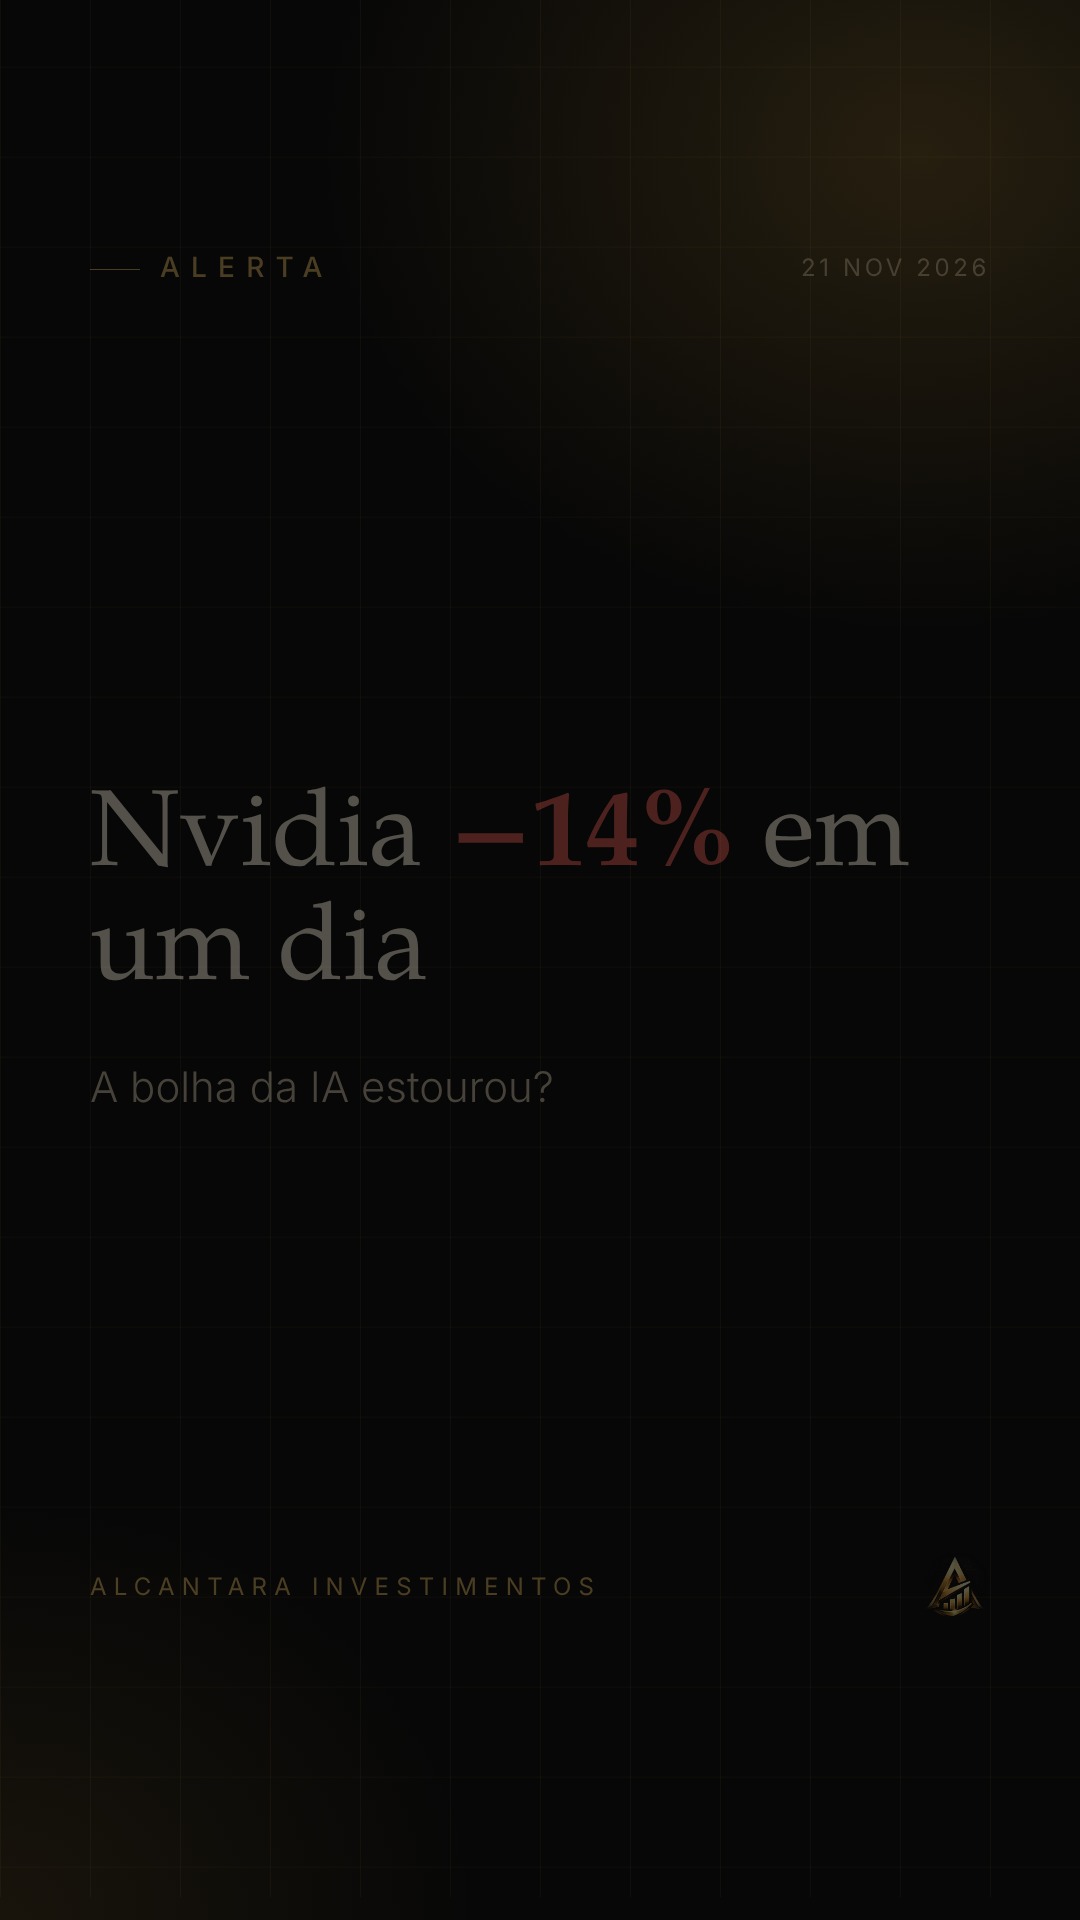 ALERTA
21 NOV 2026
Nvidia –14% em
um dia
A bolha da IA estourou?
ALCANTARA INVESTIMENTOS